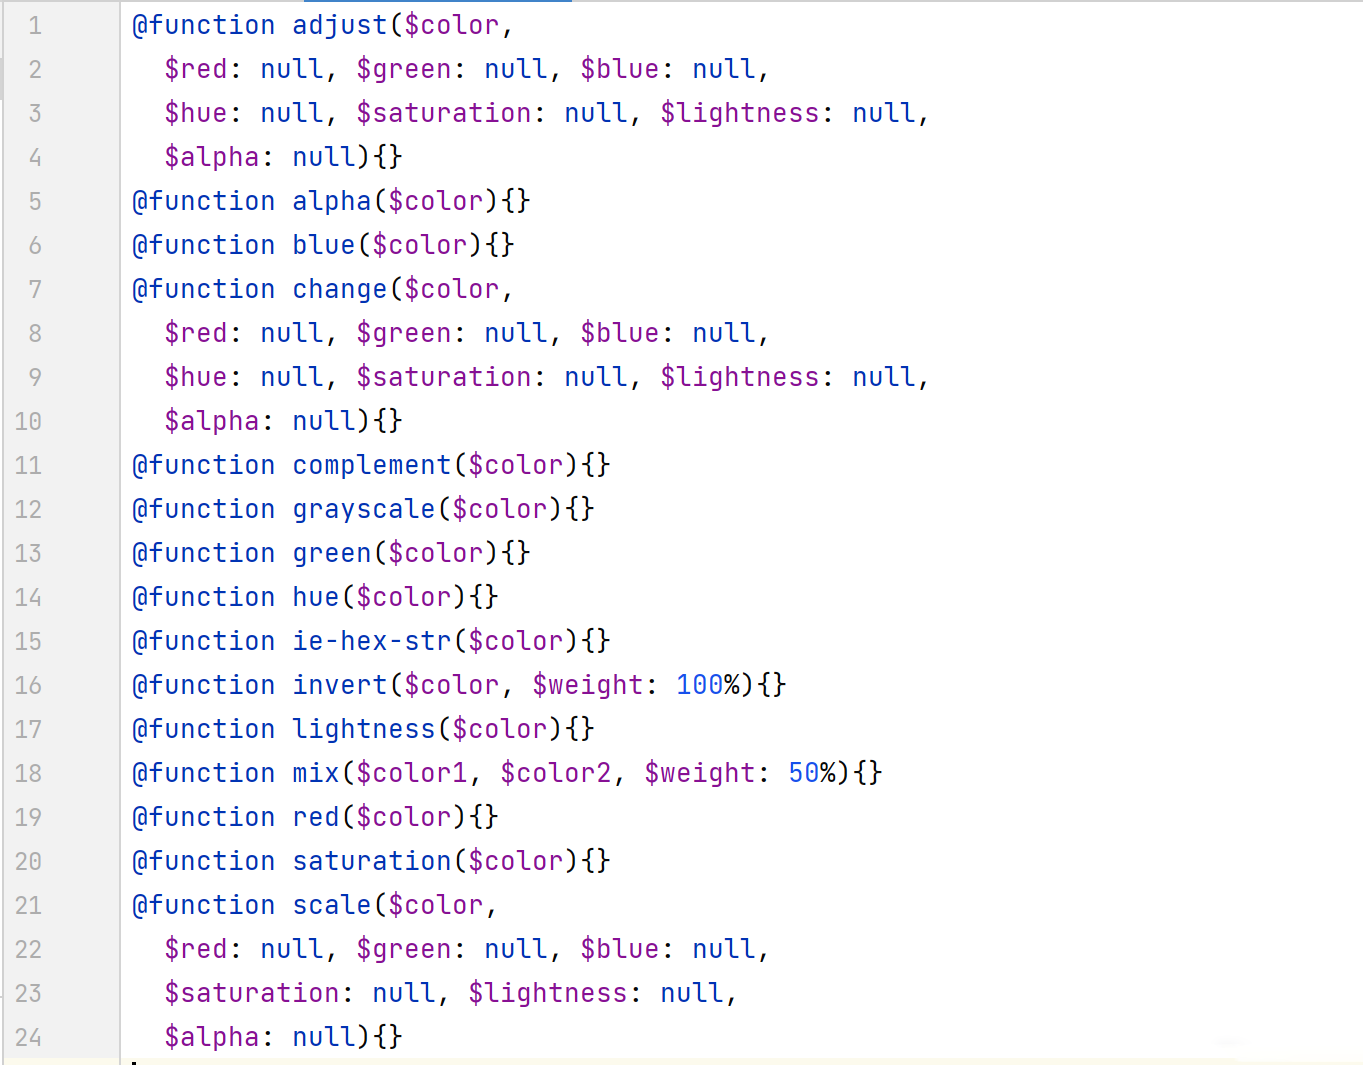 1 @function adjust($color,
2   $red: null, $green: null, $blue: null,
3   $hue: null, $saturation: null, $lightness: null,
4   $alpha: null){}
5 @function alpha($color){}
6 @function blue($color){}
7 @function change($color,
8   $red: null, $green: null, $blue: null,
9   $hue: null, $saturation: null, $lightness: null,
10   $alpha: null){}
11 @function complement($color){}
12 @function grayscale($color){}
13 @function green($color){}
14 @function hue($color){}
15 @function ie-hex-str($color){}
16 @function invert($color, $weight: 100%){}
17 @function lightness($color){}
18 @function mix($color1, $color2, $weight: 50%){}
19 @function red($color){}
20 @function saturation($color){}
21 @function scale($color,
22   $red: null, $green: null, $blue: null,
23   $saturation: null, $lightness: null,
24   $alpha: null){}